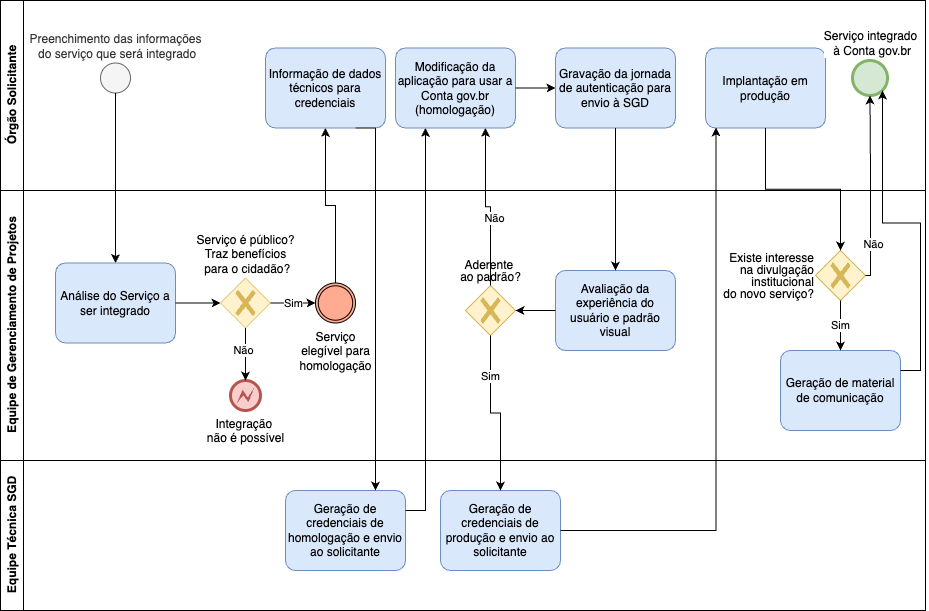 Órgão Solicitante
Preenchimento das informações
do serviço que será integrado
Informação de dados
técnicos para
credenciais
Modificação da
aplicação para usar a
Conta gov.br
(homologação)
Gravação da jornada
de autenticação para
envio à SGD
Implantação em
produção
Serviço integrado
à Conta gov.br
Equipe de Gerenciamento de Projetos
Análise do Serviço a
ser integrado
Serviço é público?
Traz benefícios
para o cidadão?
Sim
Não
Integração
não é possível
Serviço
elegível para
homologação
Não
Aderente
ao padrão?
Sim
Avaliação da
experiência do
usuário e padrão
visual
Existe interesse
na divulgação
institucional
do novo serviço?
Não
Sim
Geração de material
de comunicação
Equipe Técnica SGD
Geração de
credenciais de
homologação e envio
ao solicitante
Geração de
credenciais de
produção e envio ao
solicitante